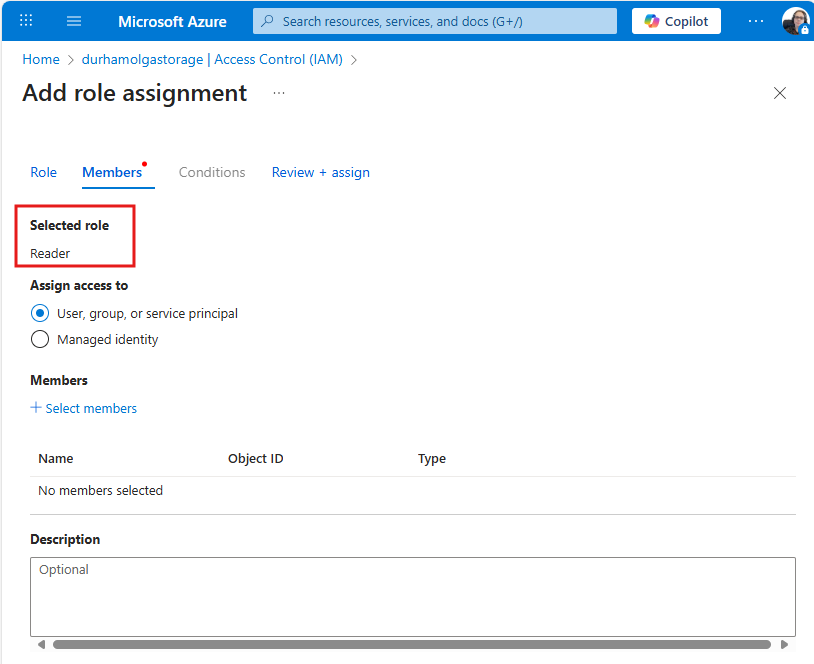 Microsoft Azure
Search resources, services, and docs (G+/)
Copilot
Home > durhamolgastorage | Access Control (IAM) >
Add role assignment
Role Members Conditions Review + assign
Selected role
Reader
Assign access to
User, group, or service principal
Managed identity
Members
+ Select members
Name Object ID Type
No members selected
Description
Optional